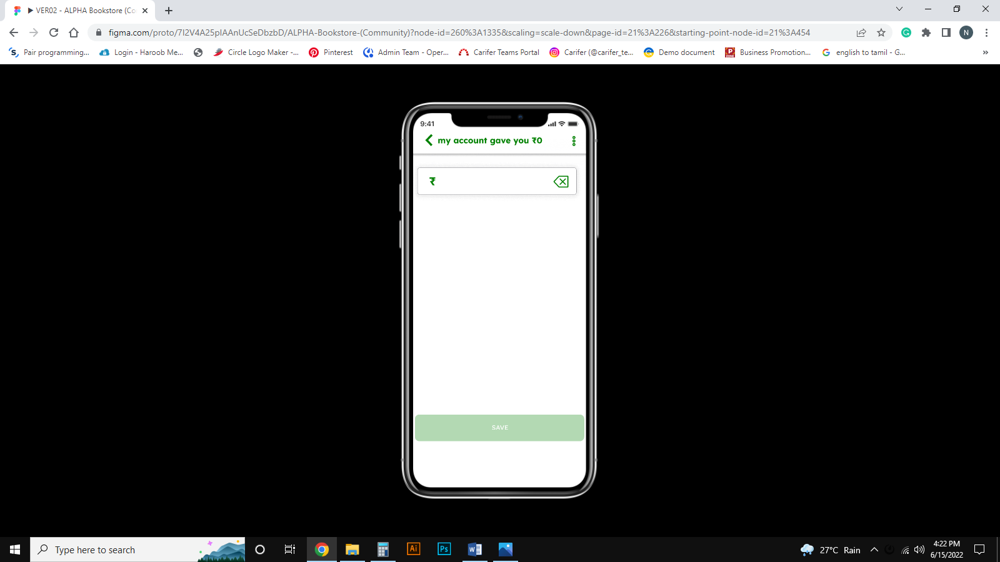 VER02 - ALPHA Bookstore (Co
figma.com/proto/7I2V4A25pIAAnUcSeDbzbD/ALPHA-Bookstore-(Community)?node-id=260%3A1335&scaling=scale-down&page-id=21%3A226&starting-point-node-id=21%3A454
N
Pair programming... Login - Haroob Me... Circle Logo Maker -... Pinterest Admin Team - Oper... Carifer Teams Portal Carifer (@carifer_te... Demo document Business Promotion... english to tamil - G...
9:41
my account gave you ₹0
₹
SAVE
Type here to search
Ai
Ps
27°C Rain
4:22 PM
6/15/2022